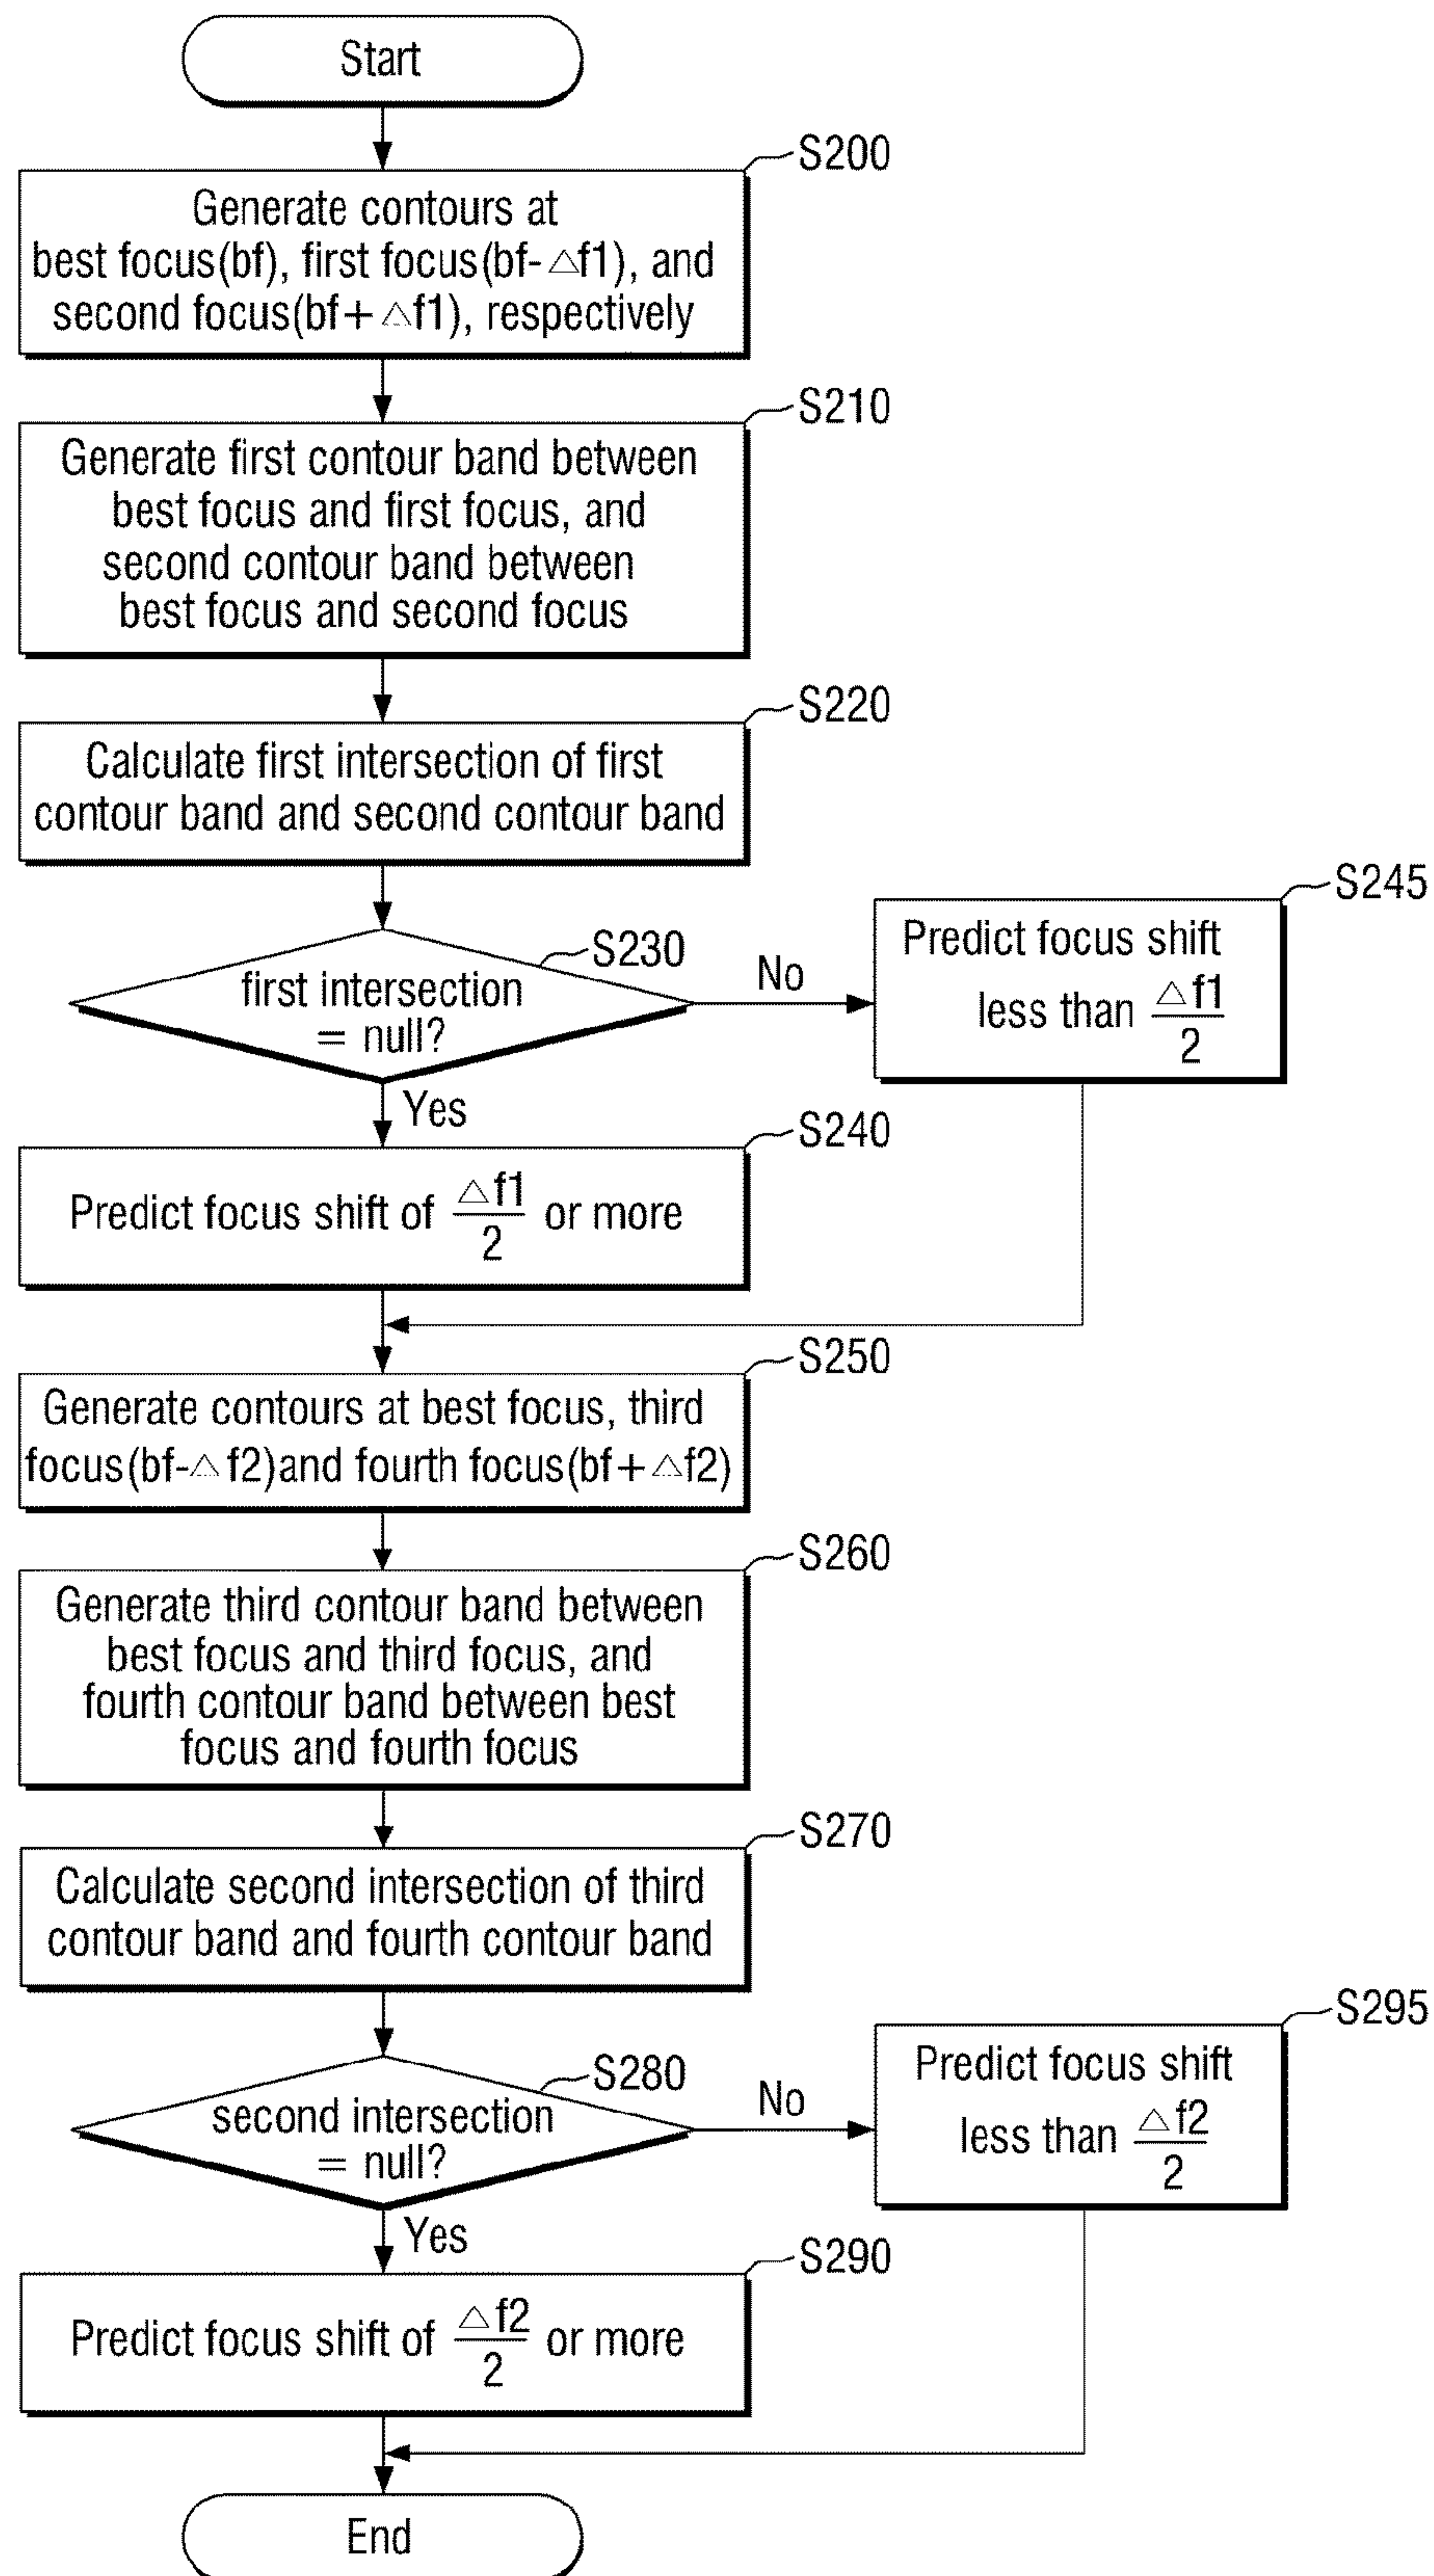 Start
S200
Generate contours at
best focus(bf), first focus(bf-△f1), and
second focus(bf+△f1), respectively
S210
Generate first contour band between
best focus and first focus, and
second contour band between
best focus and second focus
S220
Calculate first intersection of first
contour band and second contour band
S230
first intersection
= null?
No
S245
Predict focus shift
less than △f1/2
Yes
S240
Predict focus shift of △f1/2 or more
S250
Generate contours at best focus, third
focus(bf-△f2)and fourth focus(bf+△f2)
S260
Generate third contour band between
best focus and third focus, and
fourth contour band between best
focus and fourth focus
S270
Calculate second intersection of third
contour band and fourth contour band
S280
second intersection
= null?
No
S295
Predict focus shift
less than △f2/2
Yes
S290
Predict focus shift of △f2/2 or more
End